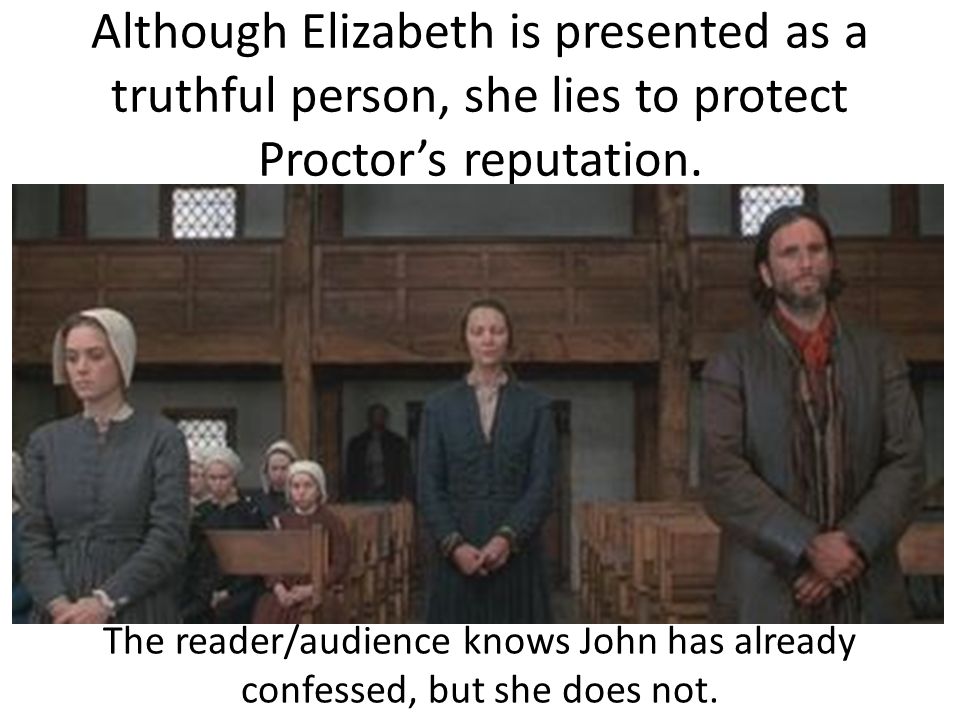 Although Elizabeth is presented as a
truthful person, she lies to protect
Proctor’s reputation.
The reader/audience knows John has already
confessed, but she does not.